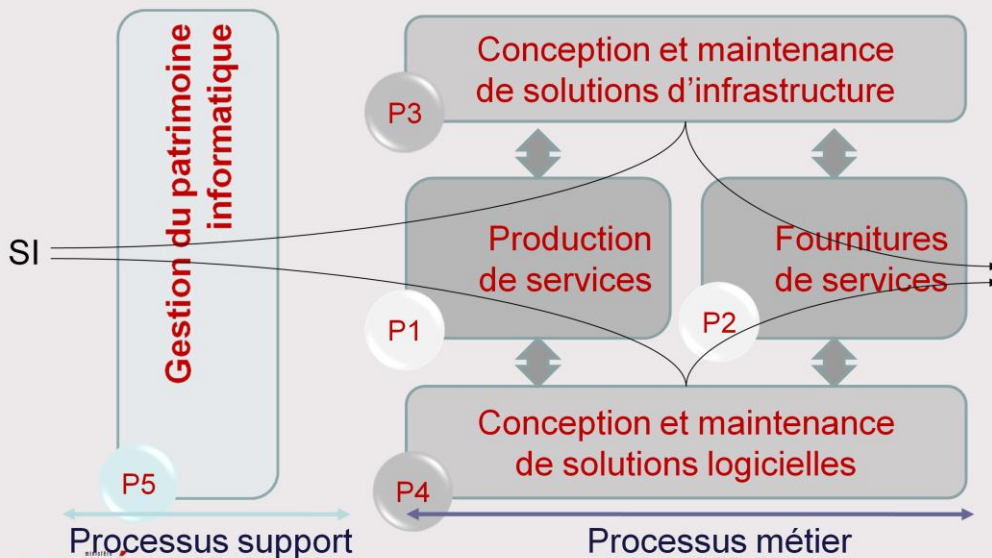 Gestion du patrimoine
informatique
P5
Processus support
ministère
SI
Conception et maintenance
de solutions d'infrastructure
P3
Production
de services
P1
Fournitures
de services
P2
Conception et maintenance
de solutions logicielles
P4
Processus métier